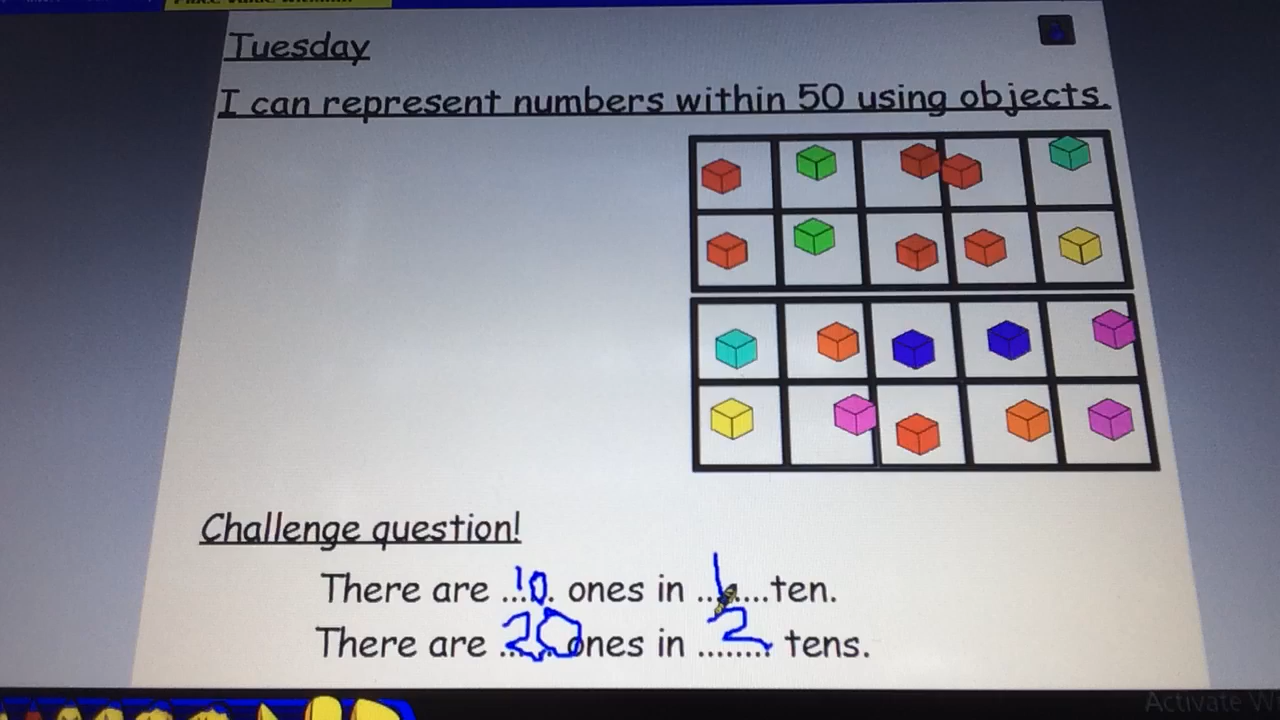 Tuesday
I can represent numbers within 50 using objects.
Challenge question!
There are ...10. ones in ..1.....ten.
There are ...20 ones in ...2..... tens.
Activate W